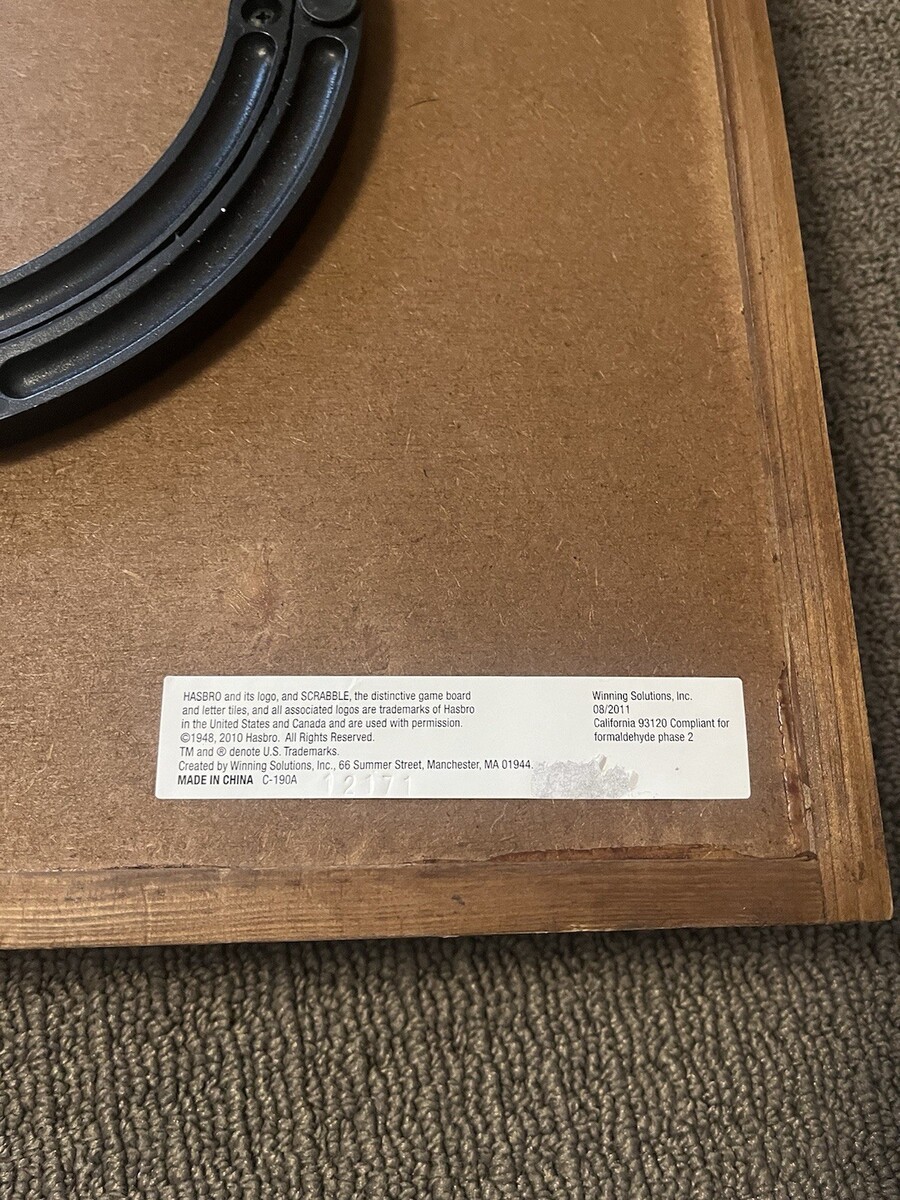 HASBRO and its logo, and SCRABBLE, the distinctive game board
and letter tiles, and all associated logos are trademarks of Hasbro
in the United States and Canada and are used with permission.
©1948, 2010 Hasbro. All Rights Reserved.
TM and ® denote U.S. Trademarks.
Created by Winning Solutions, Inc., 66 Summer Street, Manchester, MA 01944.
MADE IN CHINA C-190A 12171
Winning Solutions, Inc.
08/2011
California 93120 Compliant for
formaldehyde phase 2